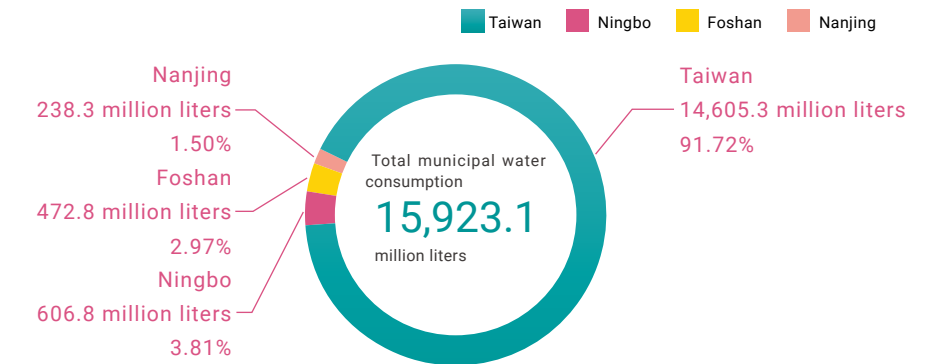 Taiwan Ningbo Foshan Nanjing
Nanjing
238.3 million liters
1.50%
Foshan
472.8 million liters
2.97%
Ningbo
606.8 million liters
3.81%
Total municipal water
consumption
15,923.1
million liters
Taiwan
14,605.3 million liters
91.72%